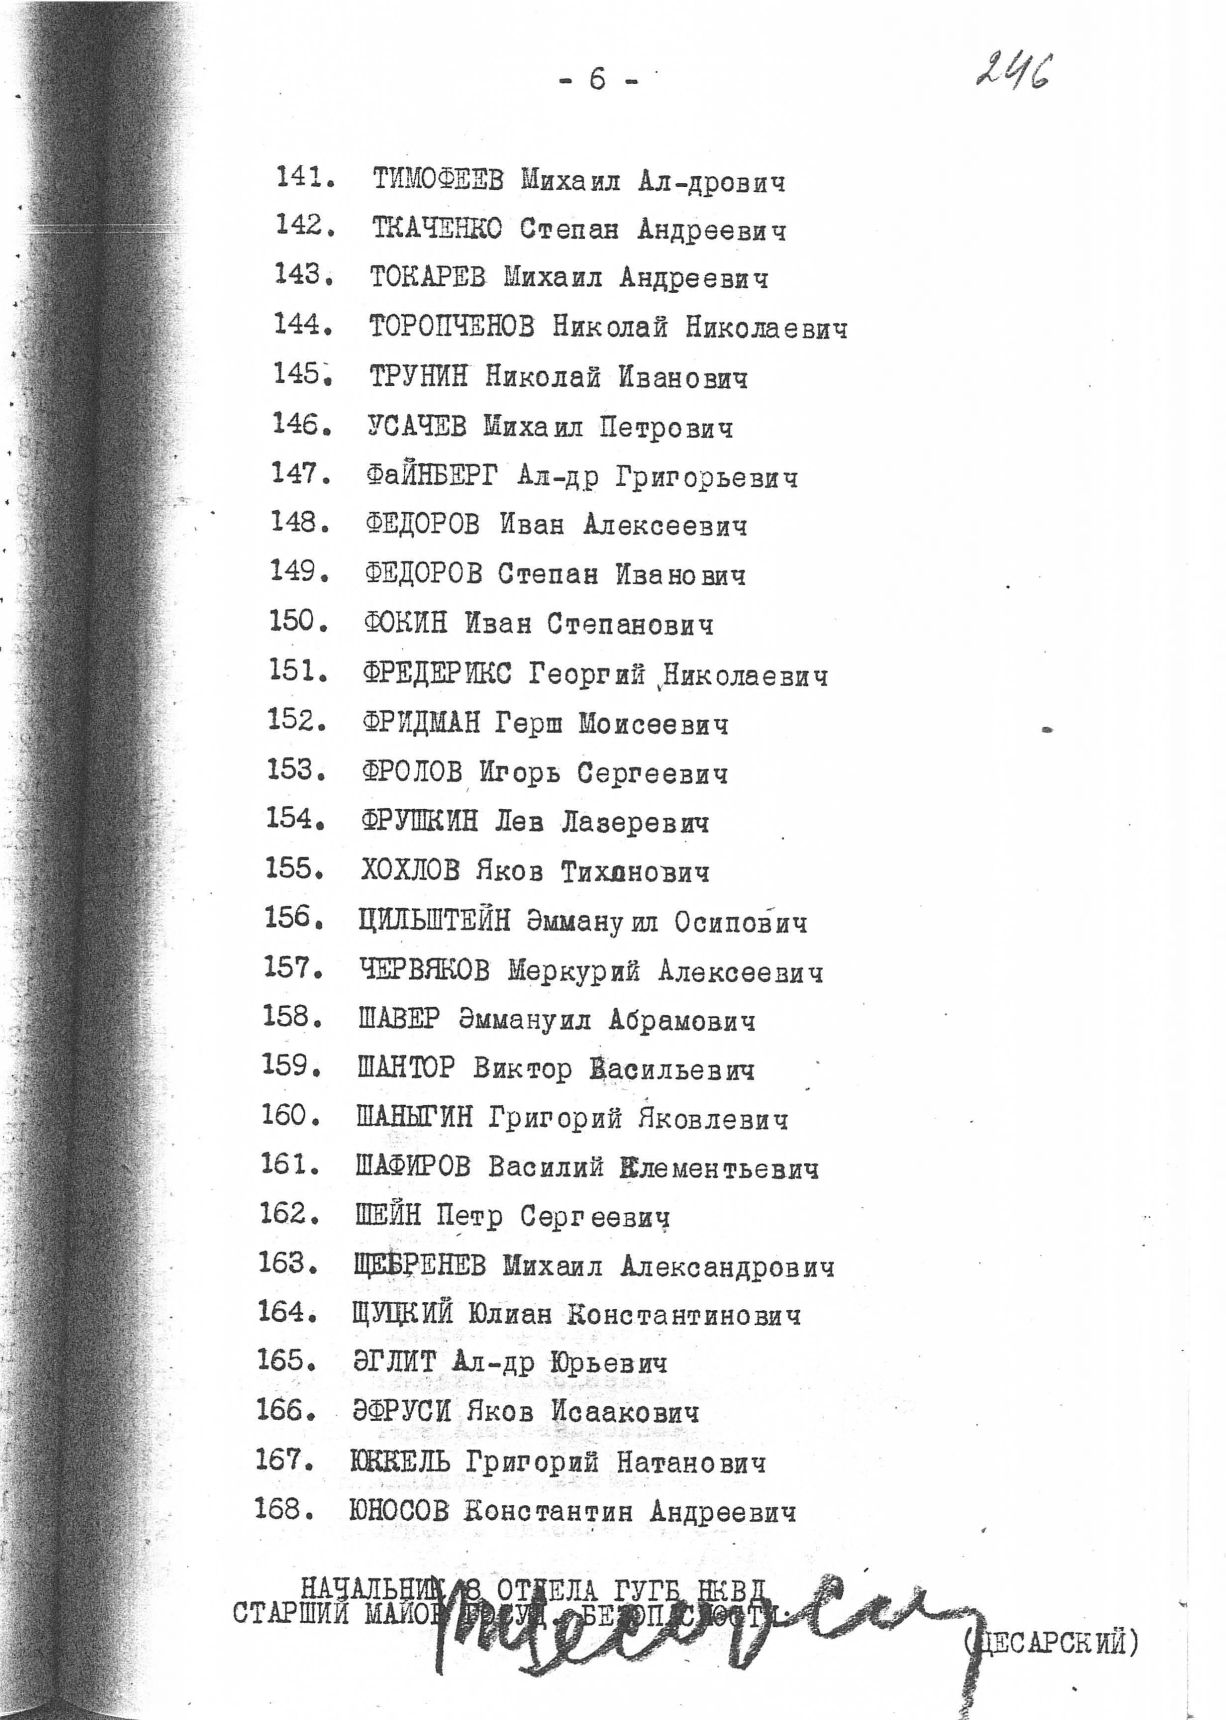 - 6 -
246
141. ТИМОФЕЕВ Михаил Ал-дрович
142. ТКАЧЕНКО Степан Андреевич
143. ТОКАРЕВ Михаил Андреевич
144. ТОРОПЧЕНОВ Николай Николаевич
145. ТРУНИН Николай Иванович
146. УСАЧЕВ Михаил Петрович
147. ФаЙНБЕРГ Ал-др Григорьевич
148. ФЕДОРОВ Иван Алексеевич
149. ФЕДОРОВ Степан Иванович
150. ФОКИН Иван Степанович
151. ФРЕДЕРИКС Георгий Николаевич
152. ФРИДМАН Герш Моисеевич
153. ФРОЛОВ Игорь Сергеевич
154. ФРУШКИН Лев Лазеревич
155. ХОХЛОВ Яков Тихонович
156. ЦИЛЬШТЕЙН Эммануил Осипович
157. ЧЕРВЯКОВ Меркурий Алексеевич
158. ШАВЕР Эммануил Абрамович
159. ШАНТОР Виктор Васильевич
160. ШАНЫГИН Григорий Яковлевич
161. ШАФИРОВ Василий Клементьевич
162. ШЕЙН Петр Сергеевич
163. ЩЕБРЕНЕВ Михаил Александрович
164. ЩУЦКИЙ Юлиан Константинович
165. ЭГЛИТ Ал-др Юрьевич
166. ЭФРУСИ Яков Исаакович
167. ЮККЕЛЬ Григорий Натанович
168. ЮНОСОВ Константин Андреевич
НАЧАЛЬНИК 8 ОТДЕЛА ГУГБ НКВД
СТАРШИЙ МАЙОР ГОСУД. БЕЗОПАСНОСТИ
(ЦЕСАРСКИЙ)